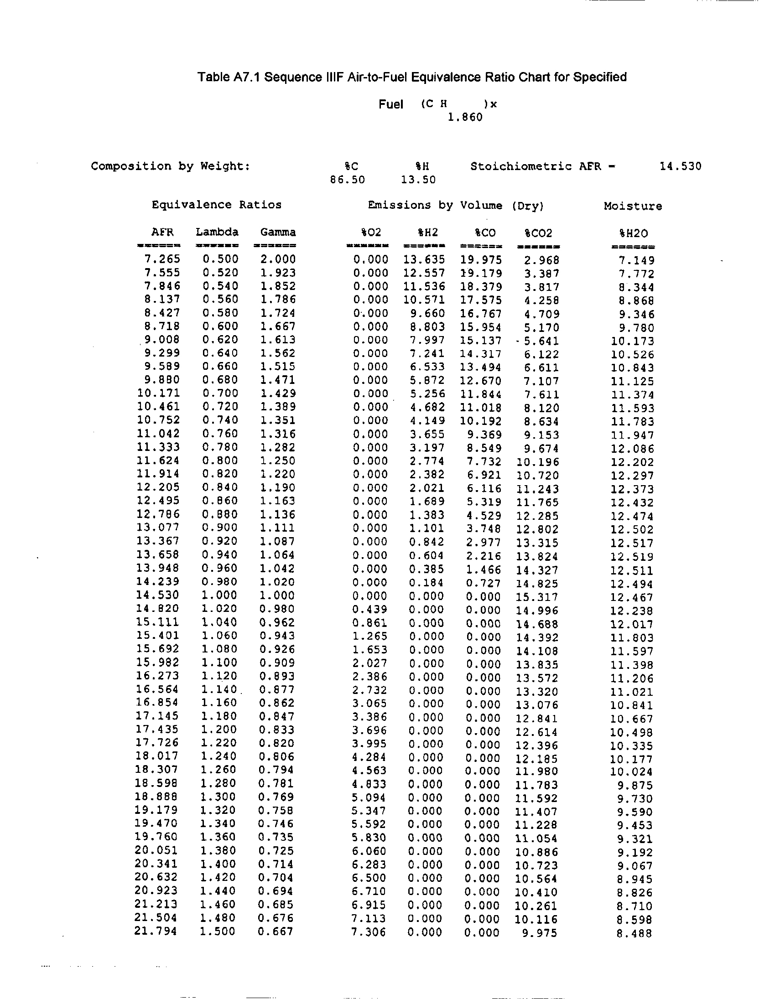 Table A7.1 Sequence IIIF Air-to-Fuel Equivalence Ratio Chart for Specified
Fuel (C H )x
1.860
Composition by Weight: %C %H Stoichiometric AFR = 14.530
86.50 13.50
Equivalence Ratios Emissions by Volume (Dry) Moisture
AFR Lambda Gamma %O2 %H2 %CO %CO2 %H2O
====== ====== ====== ====== ====== ====== ====== ======
7.265 0.500 2.000 0.000 13.635 19.975 2.968 7.149
7.555 0.520 1.923 0.000 12.557 19.179 3.387 7.772
7.846 0.540 1.852 0.000 11.536 18.379 3.817 8.344
8.137 0.560 1.786 0.000 10.571 17.575 4.258 8.868
8.427 0.580 1.724 0.000 9.660 16.767 4.709 9.346
8.718 0.600 1.667 0.000 8.803 15.954 5.170 9.780
9.008 0.620 1.613 0.000 7.997 15.137 5.641 10.173
9.299 0.640 1.562 0.000 7.241 14.317 6.122 10.526
9.589 0.660 1.515 0.000 6.533 13.494 6.611 10.843
9.880 0.680 1.471 0.000 5.872 12.670 7.107 11.125
10.171 0.700 1.429 0.000 5.256 11.844 7.611 11.374
10.461 0.720 1.389 0.000 4.682 11.018 8.120 11.593
10.752 0.740 1.351 0.000 4.149 10.192 8.634 11.783
11.042 0.760 1.316 0.000 3.655 9.369 9.153 11.947
11.333 0.780 1.282 0.000 3.197 8.549 9.674 12.086
11.624 0.800 1.250 0.000 2.774 7.732 10.196 12.202
11.914 0.820 1.220 0.000 2.382 6.921 10.720 12.297
12.205 0.840 1.190 0.000 2.021 6.116 11.243 12.373
12.495 0.860 1.163 0.000 1.689 5.319 11.765 12.432
12.786 0.880 1.136 0.000 1.383 4.529 12.285 12.474
13.077 0.900 1.111 0.000 1.101 3.748 12.802 12.502
13.367 0.920 1.087 0.000 0.842 2.977 13.315 12.517
13.658 0.940 1.064 0.000 0.604 2.216 13.824 12.519
13.948 0.960 1.042 0.000 0.385 1.466 14.327 12.511
14.239 0.980 1.020 0.000 0.184 0.727 14.825 12.494
14.530 1.000 1.000 0.000 0.000 0.000 15.317 12.467
14.820 1.020 0.980 0.439 0.000 0.000 14.996 12.238
15.111 1.040 0.962 0.861 0.000 0.000 14.688 12.017
15.401 1.060 0.943 1.265 0.000 0.000 14.392 11.803
15.692 1.080 0.926 1.653 0.000 0.000 14.108 11.597
15.982 1.100 0.909 2.027 0.000 0.000 13.835 11.398
16.273 1.120 0.893 2.386 0.000 0.000 13.572 11.206
16.564 1.140 0.877 2.732 0.000 0.000 13.320 11.021
16.854 1.160 0.862 3.065 0.000 0.000 13.076 10.841
17.145 1.180 0.847 3.386 0.000 0.000 12.841 10.667
17.435 1.200 0.833 3.696 0.000 0.000 12.614 10.498
17.726 1.220 0.820 3.995 0.000 0.000 12.396 10.335
18.017 1.240 0.806 4.284 0.000 0.000 12.185 10.177
18.307 1.260 0.794 4.563 0.000 0.000 11.980 10.024
18.598 1.280 0.781 4.833 0.000 0.000 11.783 9.875
18.888 1.300 0.769 5.094 0.000 0.000 11.592 9.730
19.179 1.320 0.758 5.347 0.000 0.000 11.407 9.590
19.470 1.340 0.746 5.592 0.000 0.000 11.228 9.453
19.760 1.360 0.735 5.830 0.000 0.000 11.054 9.321
20.051 1.380 0.725 6.060 0.000 0.000 10.886 9.192
20.341 1.400 0.714 6.283 0.000 0.000 10.723 9.067
20.632 1.420 0.704 6.500 0.000 0.000 10.564 8.945
20.923 1.440 0.694 6.710 0.000 0.000 10.410 8.826
21.213 1.460 0.685 6.915 0.000 0.000 10.261 8.710
21.504 1.480 0.676 7.113 0.000 0.000 10.116 8.598
21.794 1.500 0.667 7.306 0.000 0.000 9.975 8.488